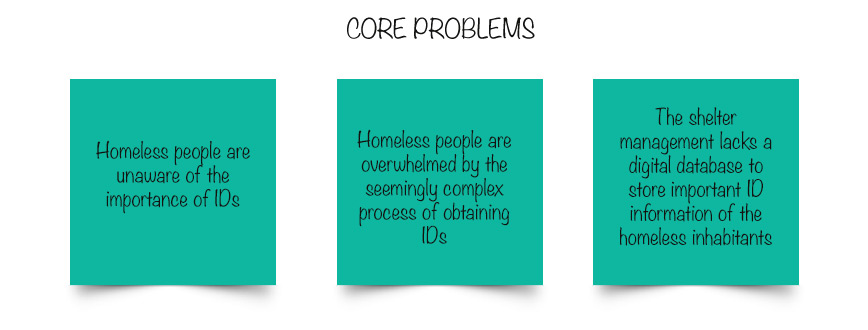 CORE PROBLEMS
Homeless people are
unaware of the
importance of IDs
Homeless people are
overwhelmed by the
seemingly complex
process of obtaining
IDs
The shelter
management lacks a
digital database to
store important ID
information of the
homeless inhabitants